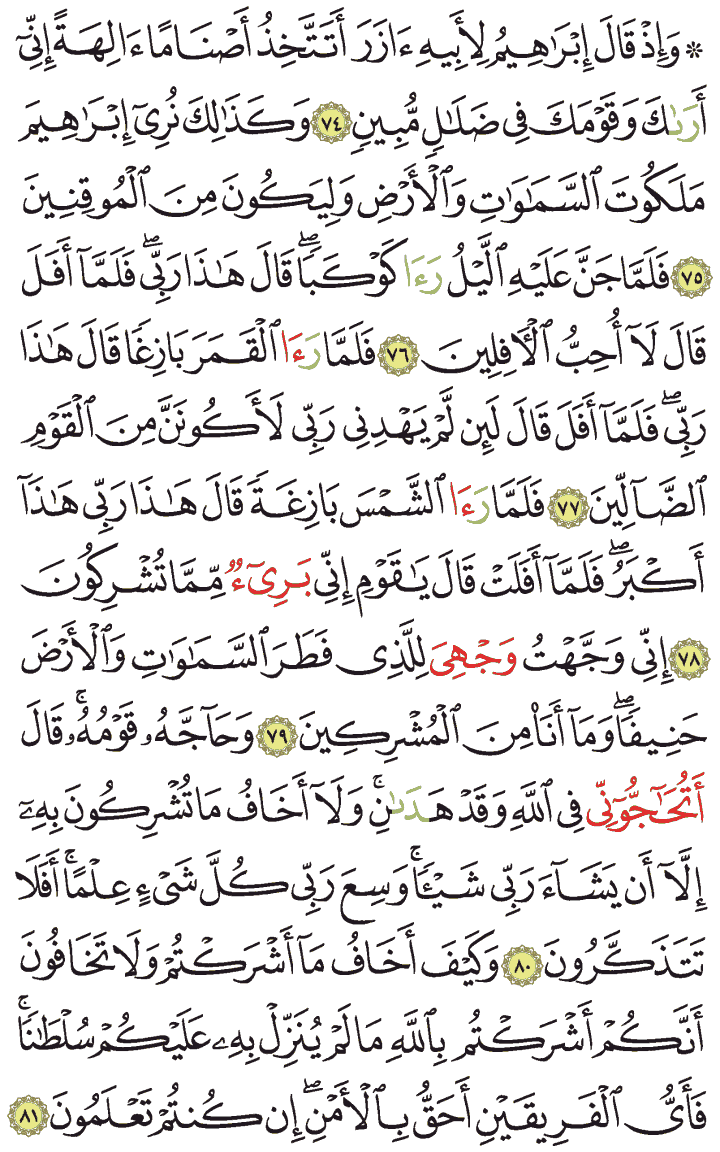 ۞ وَإِذْ قَالَ إِبْرَٰهِيمُ لِأَبِيهِ ءَازَرَ أَتَتَّخِذُ أَصْنَامًا ءَالِهَةً إِنِّيٓ
أَرَىٰكَ وَقَوْمَكَ فِي ضَلَٰلٖ مُّبِينٖ ٧٤ وَكَذَٰلِكَ نُرِيٓ إِبْرَٰهِيمَ
مَلَكُوتَ ٱلسَّمَٰوَٰتِ وَٱلْأَرْضِ وَلِيَكُونَ مِنَ ٱلْمُوقِنِينَ
٧٥ فَلَمَّا جَنَّ عَلَيْهِ ٱلَّيْلُ رَءَا كَوْكَبٗاۖ قَالَ هَٰذَا رَبِّيۖ فَلَمَّآ أَفَلَ
قَالَ لَآ أُحِبُّ ٱلْأٓفِلِينَ ٧٦ فَلَمَّا رَءَا ٱلْقَمَرَ بَازِغٗا قَالَ هَٰذَا
رَبِّيۖ فَلَمَّآ أَفَلَ قَالَ لَئِن لَّمْ يَهْدِنِي رَبِّي لَأَكُونَنَّ مِنَ ٱلْقَوْمِ
ٱلضَّآلِّينَ ٧٧ فَلَمَّا رَءَا ٱلشَّمْسَ بَازِغَةٗ قَالَ هَٰذَا رَبِّي هَٰذَآ
أَكْبَرُۖ فَلَمَّآ أَفَلَتْ قَالَ يَٰقَوْمِ إِنِّي بَرِيٓءٞ مِّمَّا تُشْرِكُونَ
٧٨ إِنِّي وَجَّهْتُ وَجْهِيَ لِلَّذِي فَطَرَ ٱلسَّمَٰوَٰتِ وَٱلْأَرْضَ
حَنِيفٗاۖ وَمَآ أَنَا۠ مِنَ ٱلْمُشْرِكِينَ ٧٩ وَحَآجَّهُۥ قَوْمُهُۥۚ قَالَ
أَتُحَٰٓجُّوٓنِّي فِي ٱللَّهِ وَقَدْ هَدَىٰنِۚ وَلَآ أَخَافُ مَا تُشْرِكُونَ بِهِۦٓ
إِلَّآ أَن يَشَآءَ رَبِّي شَيْـٔٗاۚ وَسِعَ رَبِّي كُلَّ شَيْءٍ عِلْمًاۚ أَفَلَا
تَتَذَكَّرُونَ ٨٠ وَكَيْفَ أَخَافُ مَآ أَشْرَكْتُمْ وَلَا تَخَافُونَ
أَنَّكُمْ أَشْرَكْتُم بِٱللَّهِ مَا لَمْ يُنَزِّلْ بِهِۦ عَلَيْكُمْ سُلْطَٰنٗاۚ
فَأَيُّ ٱلْفَرِيقَيْنِ أَحَقُّ بِٱلْأَمْنِۖ إِن كُنتُمْ تَعْلَمُونَ ٨١